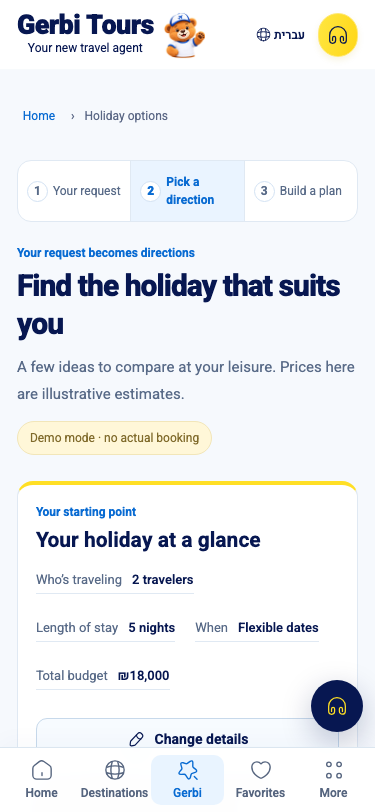 Gerbi Tours
Your new travel agent
עברית
Home › Holiday options
1 Your request
2 Pick a direction
3 Build a plan
Your request becomes directions
Find the holiday that suits
you
A few ideas to compare at your leisure. Prices here
are illustrative estimates.
Demo mode · no actual booking
Your starting point
Your holiday at a glance
Who's traveling 2 travelers
Length of stay 5 nights When Flexible dates
Total budget ₪18,000
Change details
Home Destinations Gerbi Favorites More